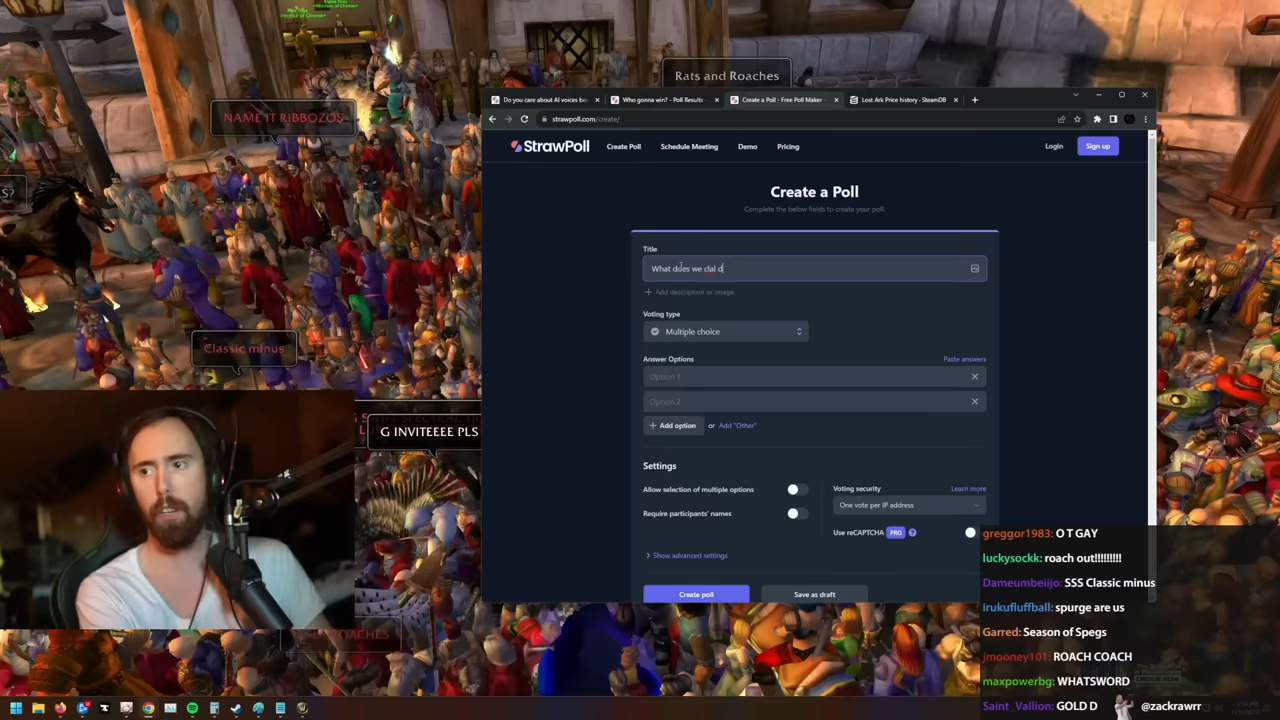 Rats and Roaches
NAME IT RIBBOZOS
S?
Classic minus
G INVITEEEE PLS
Do you care about AI voices be
Who gonna win? - Poll Results
Create a Poll - Free Poll Maker -
Lost Ark Price history · SteamDB
strawpoll.com/create/
StrawPoll
Create Poll
Schedule Meeting
Demo
Pricing
Login
Sign up
Create a Poll
Complete the below fields to create your poll.
Title
What does we clal d
Add description or image
Voting type
Multiple choice
Answer Options
Paste answers
Option 1
Option 2
Add option
or
Add "Other"
Settings
Allow selection of multiple options
Require participants' names
Voting security
Learn more
One vote per IP address
Use reCAPTCHA PRO ?
Show advanced settings
Create poll
Save as draft
greggor1983: O T GAY
luckysockk: roach out!!!!!!!!!
Dameumbeiijo: SSS Classic minus
irukufluffball: spurge are us
Garred: Season of Spegs
jmooney101: ROACH COACH
maxpowerbg: WHATSWORD
Saint_Vallion: GOLD D
@zackrawrr